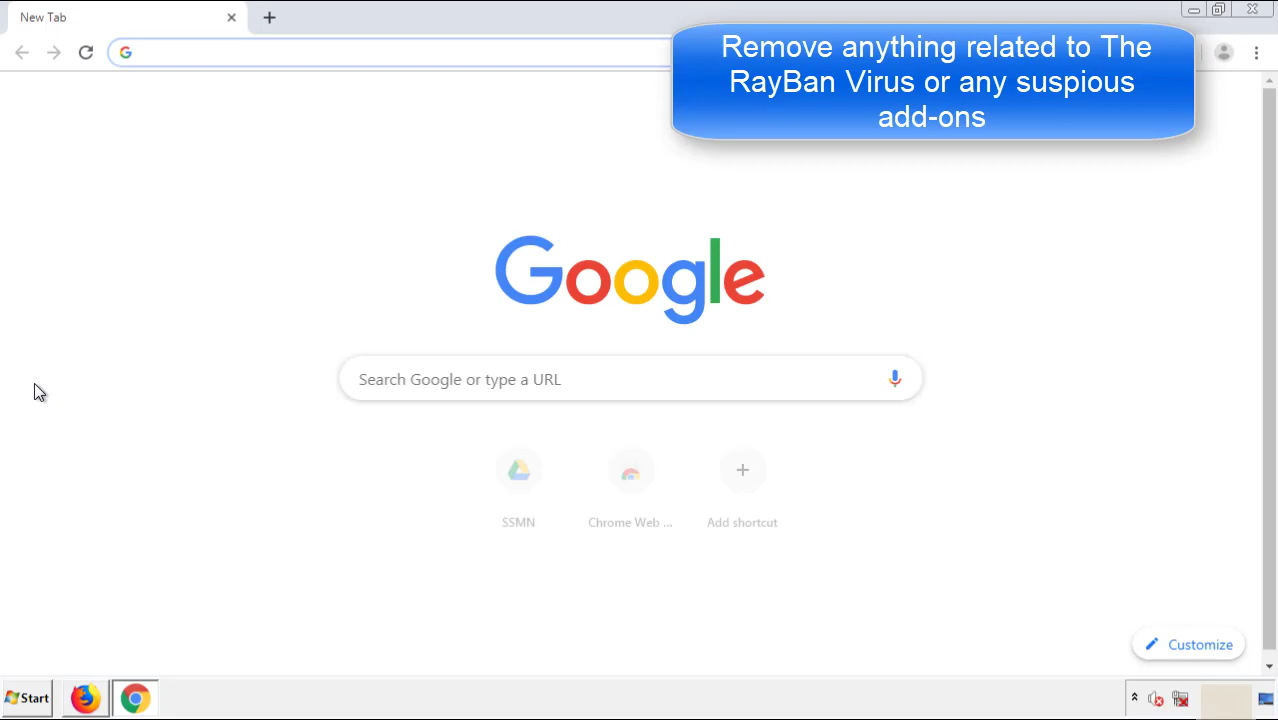 New Tab
Remove anything related to The
RayBan Virus or any suspious
add-ons
Google
Search Google or type a URL
SSMN
Chrome Web ...
Add shortcut
Customize
Start